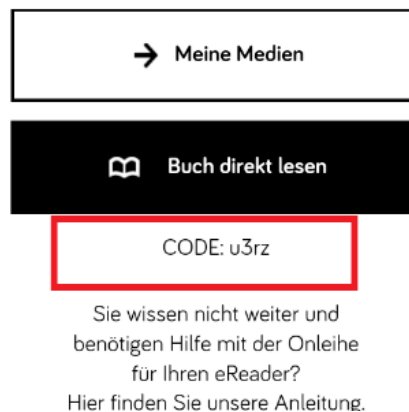 Meine Medien
Buch direkt lesen
CODE: u3rz
Sie wissen nicht weiter und
benötigen Hilfe mit der Onleihe
für Ihren eReader?
Hier finden Sie unsere Anleitung.